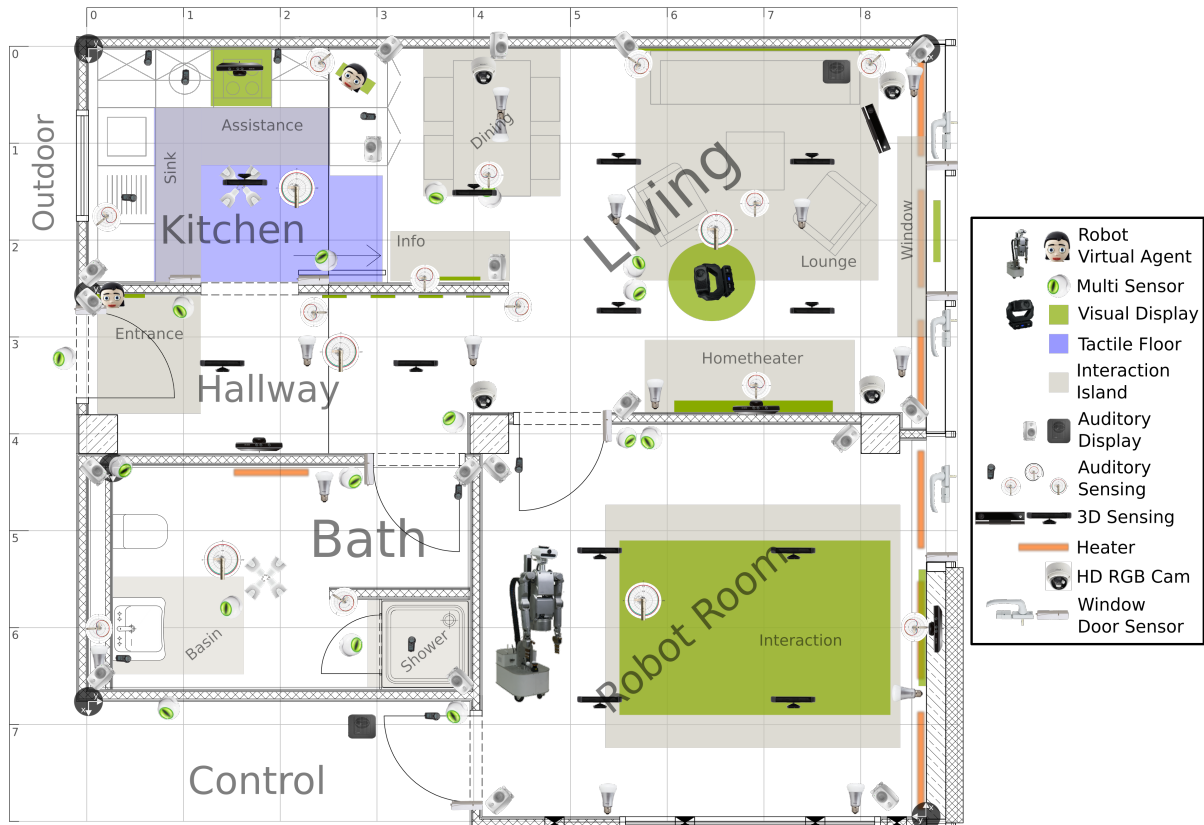 0 1 2 3 4 5 6 7 8
0
1
2
3
4
5
6
7
Outdoor
Assistance
Sink
Kitchen
Dining
Info
Living
Lounge
Window
Entrance
Hallway
Hometheater
Bath
Basin
Shower
Robot Room
Interaction
Control
Robot
Virtual Agent
Multi Sensor
Visual Display
Tactile Floor
Interaction
Island
Auditory
Display
Auditory
Sensing
3D Sensing
Heater
HD RGB Cam
Window
Door Sensor